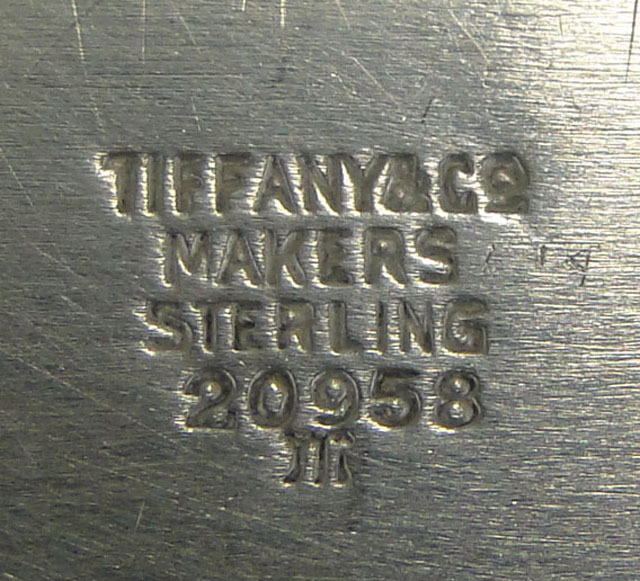 TIFFANY & Co
MAKERS
STERLING
20958